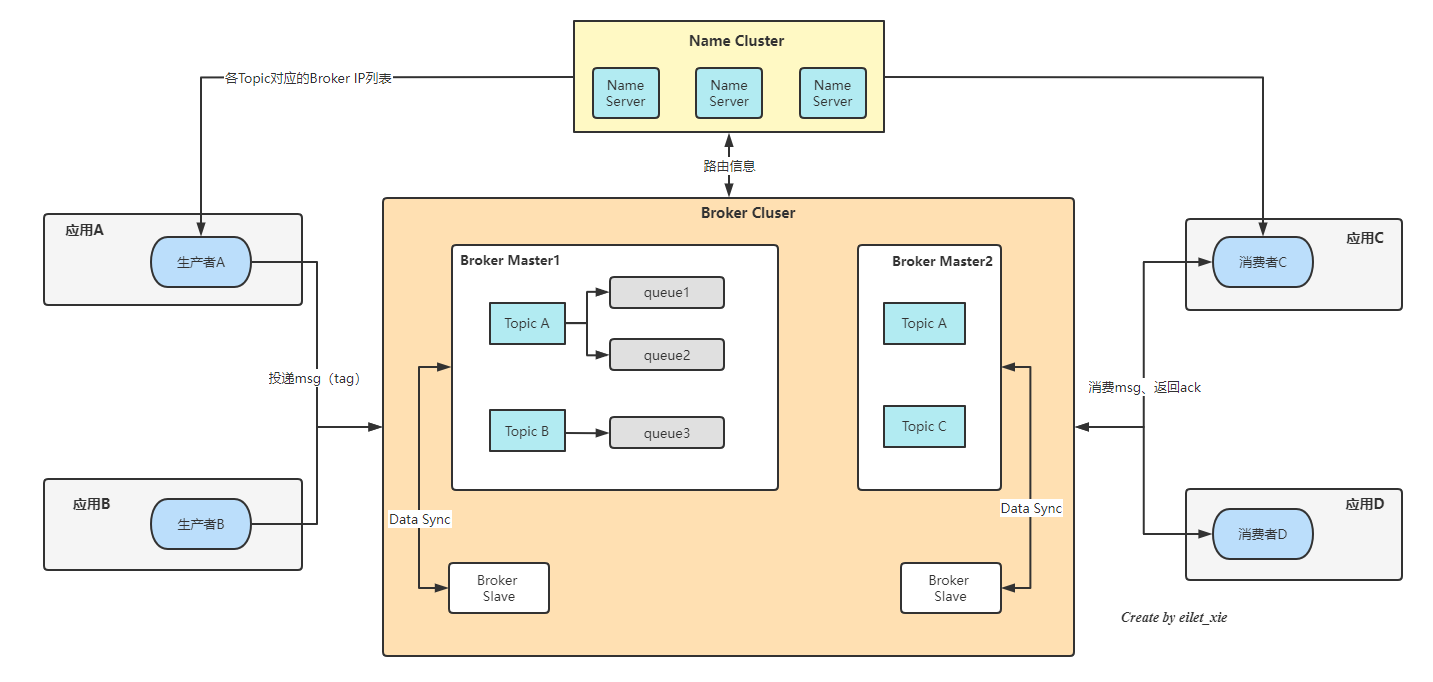 Name Cluster
Name
Server
Name
Server
Name
Server
各Topic对应的Broker IP列表
路由信息
应用A
生产者A
应用B
生产者B
投递msg（tag）
Broker Cluser
Broker Master1
Topic A
queue1
queue2
Topic B
queue3
Broker Master2
Topic A
Topic C
Data Sync
Data Sync
Broker
Slave
Broker
Slave
应用C
消费者C
消费msg、返回ack
应用D
消费者D
Create by eilet_xie